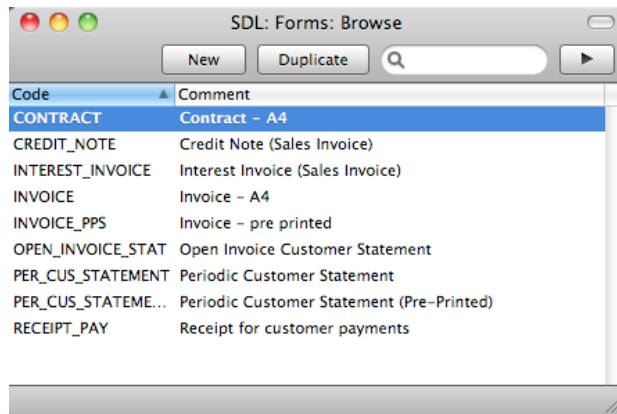 SDL: Forms: Browse
New Duplicate
Code Comment
CONTRACT Contract – A4
CREDIT_NOTE Credit Note (Sales Invoice)
INTEREST_INVOICE Interest Invoice (Sales Invoice)
INVOICE Invoice – A4
INVOICE_PPS Invoice – pre printed
OPEN_INVOICE_STAT Open Invoice Customer Statement
PER_CUS_STATEMENT Periodic Customer Statement
PER_CUS_STATEME... Periodic Customer Statement (Pre-Printed)
RECEIPT_PAY Receipt for customer payments